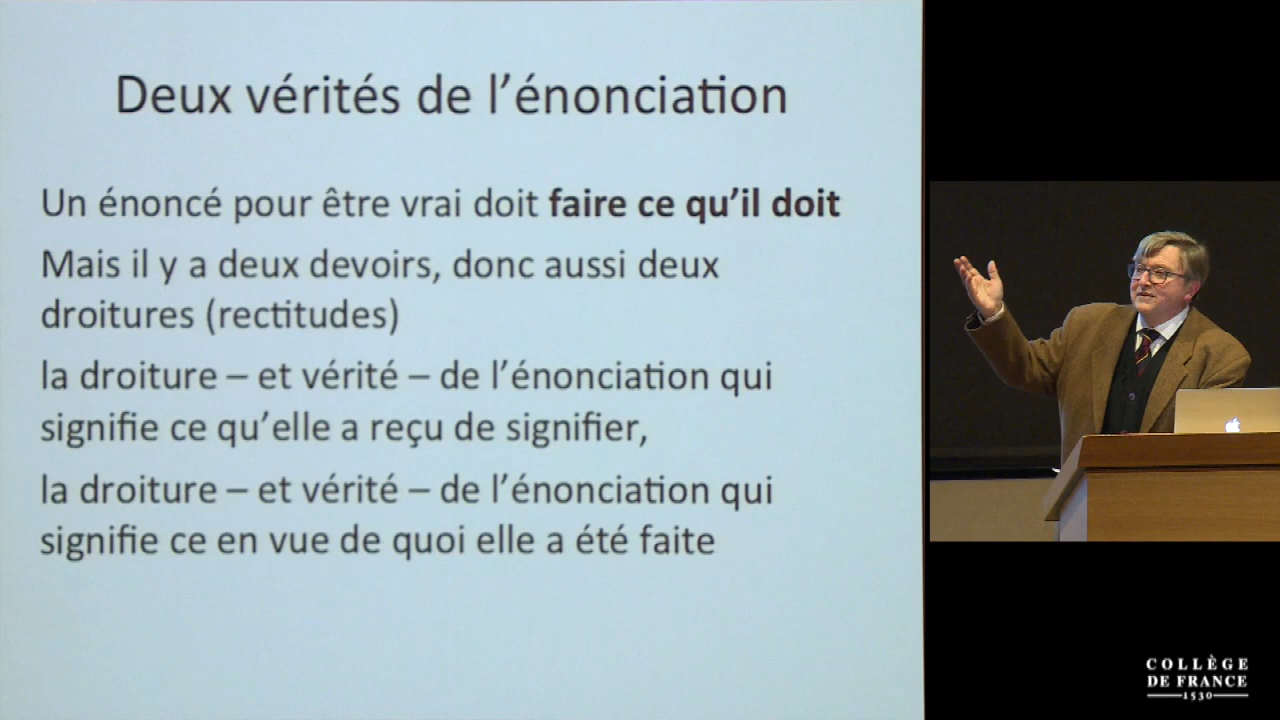 Deux vérités de l'énonciation
Un énoncé pour être vrai doit faire ce qu'il doit
Mais il y a deux devoirs, donc aussi deux
droitures (rectitudes)
la droiture – et vérité – de l'énonciation qui
signifie ce qu'elle a reçu de signifier,
la droiture – et vérité – de l'énonciation qui
signifie ce en vue de quoi elle a été faite
COLLÈGE
DE FRANCE
1530